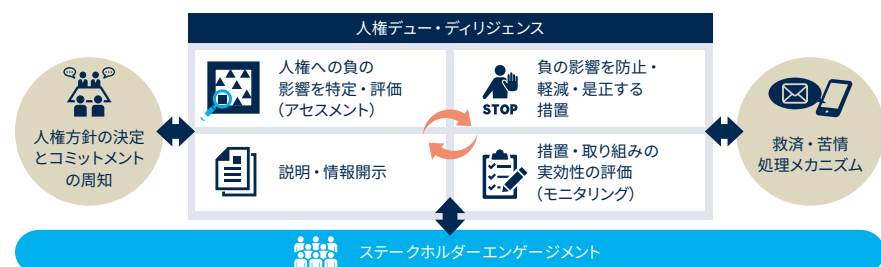 人権デュー・ディリジェンス
人権方針の決定
とコミットメント
の周知
人権への負の
影響を特定・評価
（アセスメント）
STOP
負の影響を防止・
軽減・是正する
措置
説明・情報開示
措置・取り組みの
実効性の評価
（モニタリング）
救済・苦情
処理メカニズム
ステークホルダーエンゲージメント